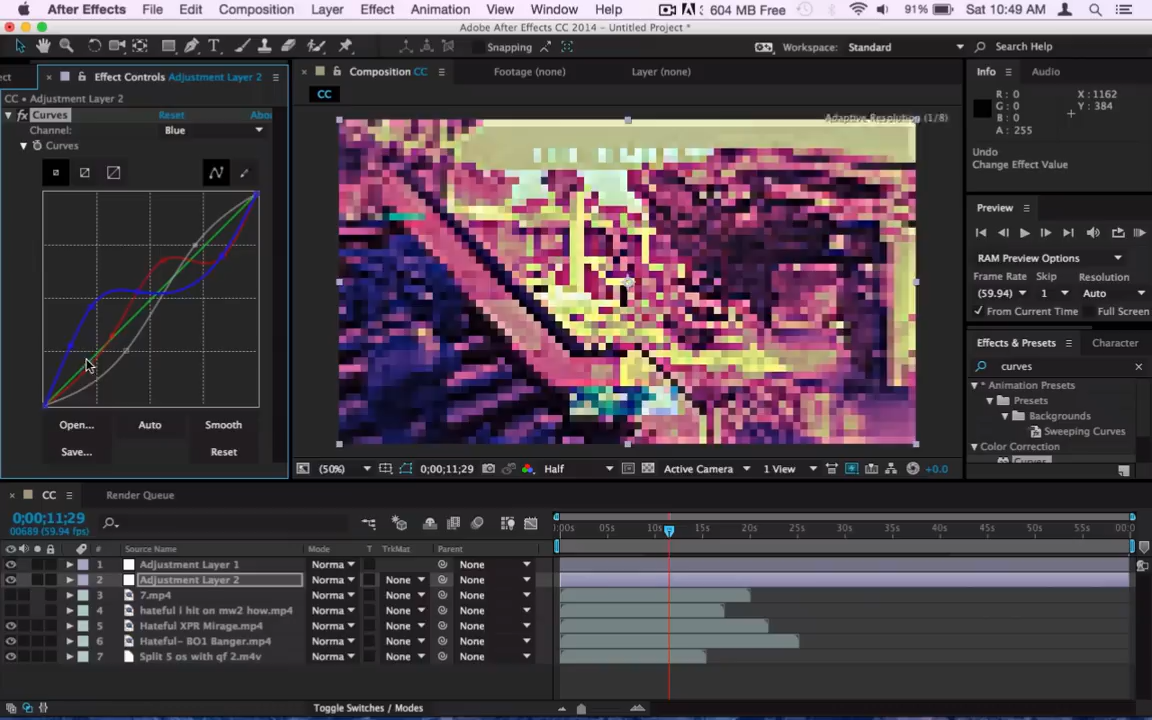 After Effects File Edit Composition Layer Effect Animation View Window Help 604 MB Free 91% Sat 10:49 AM
Adobe After Effects CC 2014 - Untitled Project *
Snapping Workspace: Standard Search Help
Effect Controls Adjustment Layer 2 Composition CC Footage (none) Layer (none) Info Audio
CC • Adjustment Layer 2 CC
fx Curves Reset Abou
Channel: Blue
Curves
Adaptive Resolution (1/8)
R: 0 X: 1162
G: 0 Y: 384
B: 0
A: 255
Undo
Change Effect Value
Preview
RAM Preview Options
Frame Rate Skip Resolution
(59.94) 1 Auto
From Current Time Full Screen
Effects & Presets Character
curves
* Animation Presets
Presets
Backgrounds
Sweeping Curves
Color Correction
Curves
Open... Auto Smooth
Save... Reset
(50%) 0;00;11;29 Half Active Camera 1 View +0.0
CC Render Queue
0;00;11;29
00689 (59.94 fps)
:00s 05s 10s 15s 20s 25s 30s 35s 40s 45s 50s 55s 00:
# Source Name Mode T TrkMat Parent
1 Adjustment Layer 1 Norma None
2 Adjustment Layer 2 Norma None None
3 7.mp4 Norma None None
4 hateful i hit on mw2 how.mp4 Norma None None
5 Hateful XPR Mirage.mp4 Norma None None
6 Hateful- BO1 Banger.mp4 Norma None None
7 Split 5 os with qf 2.m4v Norma None None
Toggle Switches / Modes